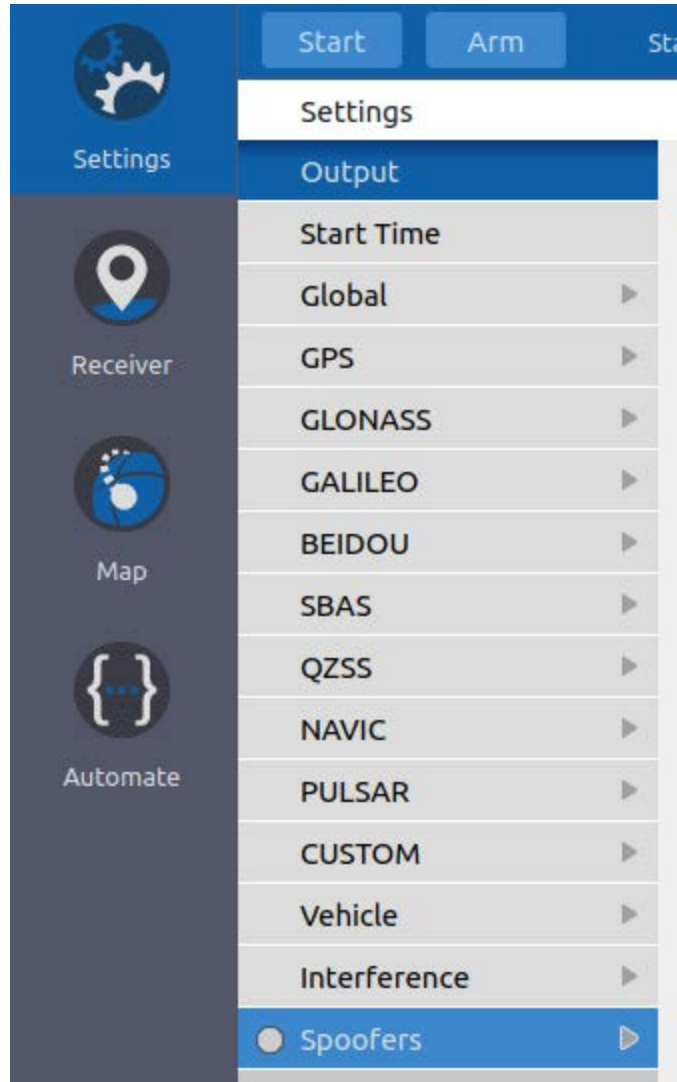 Start
Arm
Settings
Settings
Output
Start Time
Global
GPS
Receiver
GLONASS
GALILEO
BEIDOU
Map
SBAS
QZSS
NAVIC
Automate
PULSAR
CUSTOM
Vehicle
Interference
Spoofers